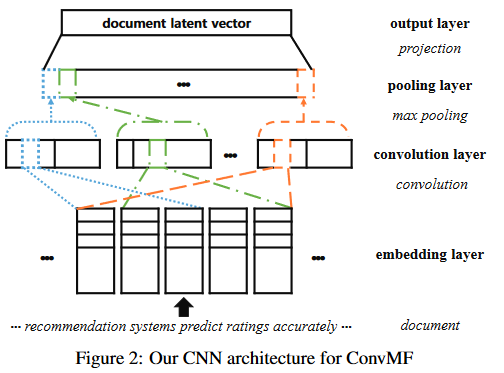 document latent vector
output layer
projection
...
pooling layer
max pooling
...
convolution layer
convolution
...
...
embedding layer
... recommendation systems predict ratings accurately ...
document
Figure 2: Our CNN architecture for ConvMF